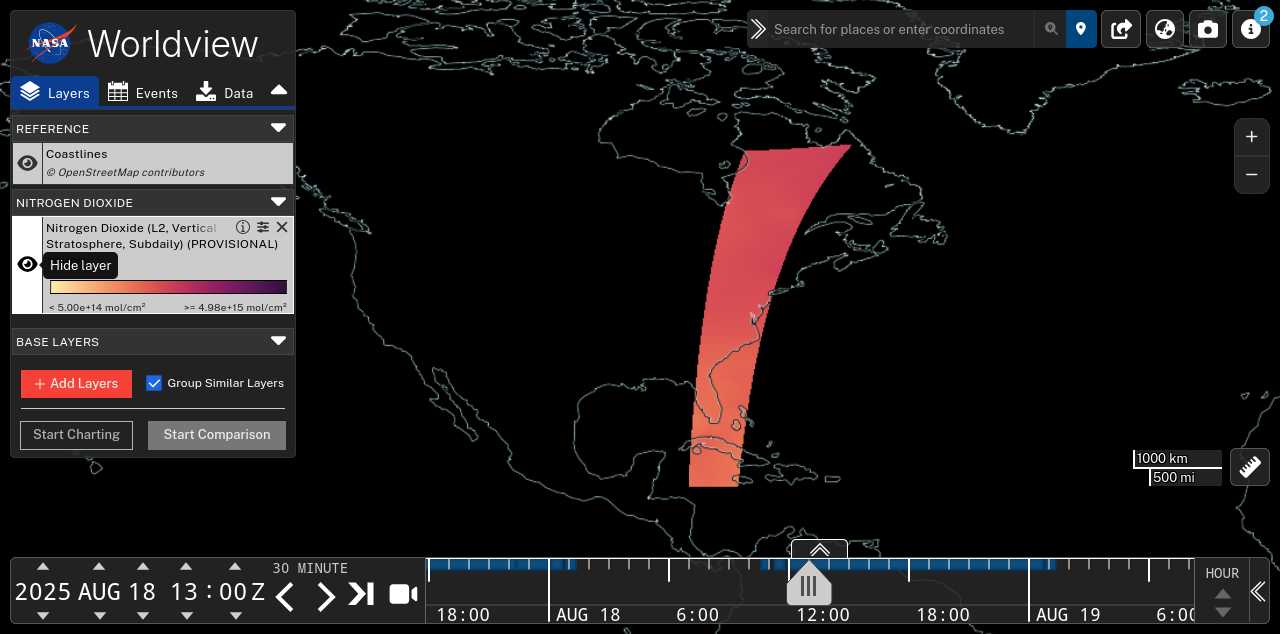 NASA Worldview
Search for places or enter coordinates
2
Layers
Events
Data
REFERENCE
Coastlines
© OpenStreetMap contributors
NITROGEN DIOXIDE
Nitrogen Dioxide (L2, Vertical
Stratosphere, Subdaily) (PROVISIONAL)
Hide layer
< 5.00e+14 mol/cm²
>= 4.98e+15 mol/cm²
BASE LAYERS
+ Add Layers
Group Similar Layers
Start Charting
Start Comparison
+
−
1000 km
500 mi
30 MINUTE
2025 AUG 18 13 : 00 Z
18:00
AUG 18
6:00
12:00
18:00
AUG 19
6:00
HOUR